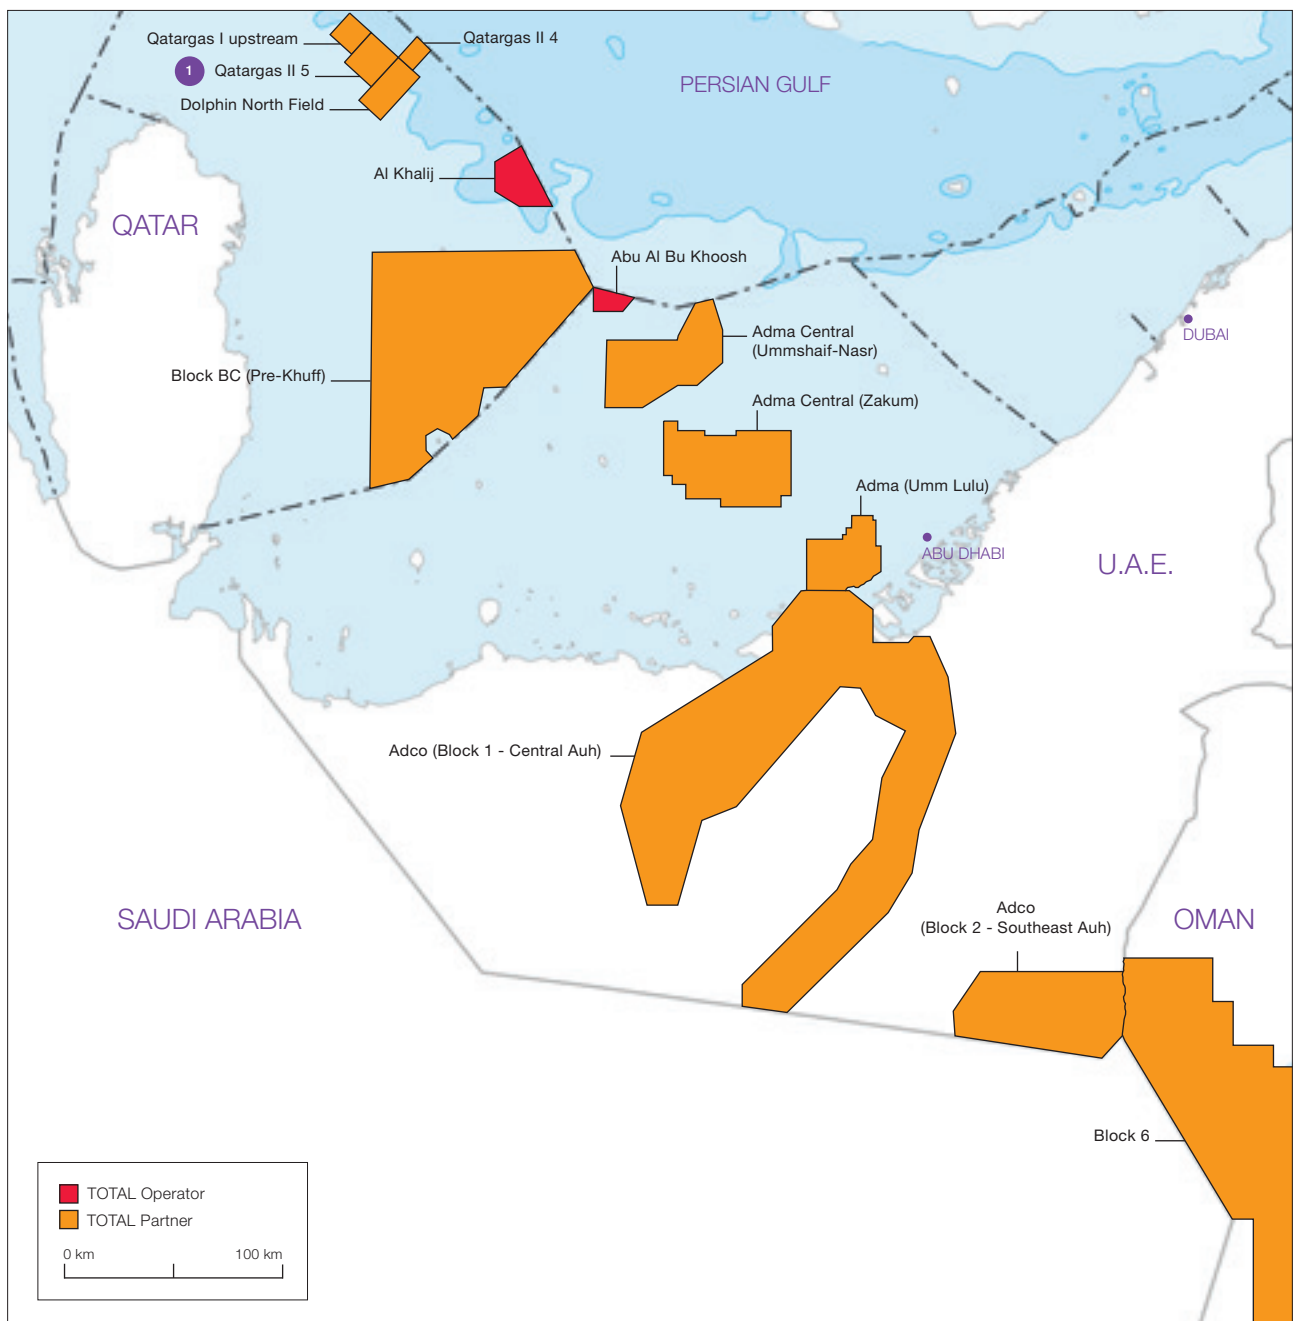 Qatargas I upstream
Qatargas II 4
1
Qatargas II 5
PERSIAN GULF
Dolphin North Field
Al Khalij
QATAR
Abu Al Bu Khoosh
Adma Central
(Ummshaif-Nasr)
DUBAI
Block BC (Pre-Khuff)
Adma Central (Zakum)
Adma (Umm Lulu)
ABU DHABI
U.A.E.
Adco (Block 1 - Central Auh)
SAUDI ARABIA
Adco
(Block 2 - Southeast Auh)
OMAN
Block 6
TOTAL Operator
TOTAL Partner
0 km 100 km